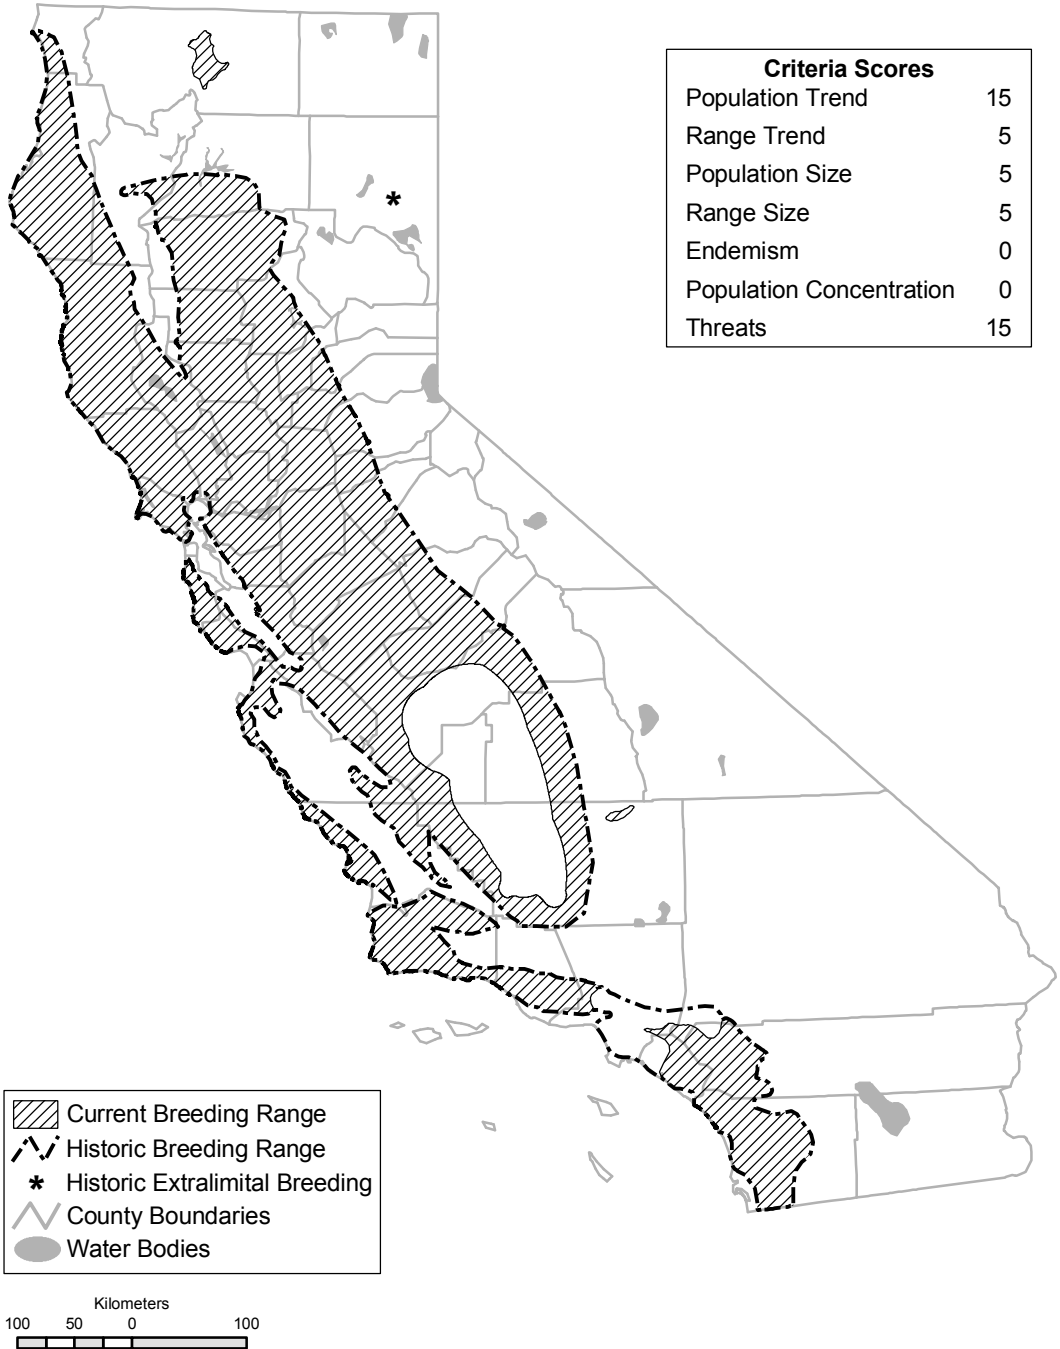 Criteria Scores
Population Trend 15
Range Trend 5
Population Size 5
Range Size 5
Endemism 0
Population Concentration 0
Threats 15
*
Current Breeding Range
Historic Breeding Range
* Historic Extralimital Breeding
County Boundaries
Water Bodies
Kilometers
100 50 0 100